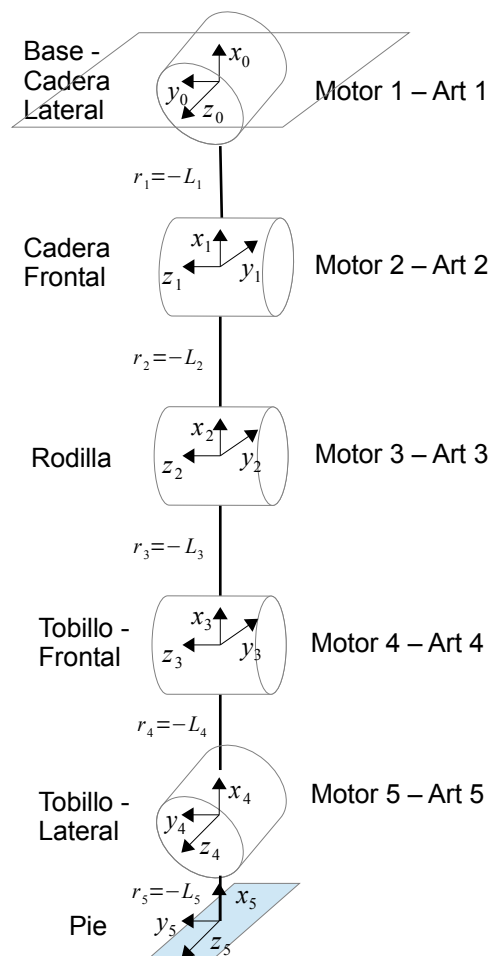 Base -
Cadera
Lateral
x₀
y₀
z₀
Motor 1 – Art 1
r₁=−L₁
Cadera
Frontal
x₁
z₁
y₁
Motor 2 – Art 2
r₂=−L₂
Rodilla
x₂
z₂
y₂
Motor 3 – Art 3
r₃=−L₃
Tobillo -
Frontal
x₃
z₃
y₃
Motor 4 – Art 4
r₄=−L₄
Tobillo -
Lateral
x₄
y₄
z₄
Motor 5 – Art 5
r₅=−L₅
x₅
Pie
y₅
z₅